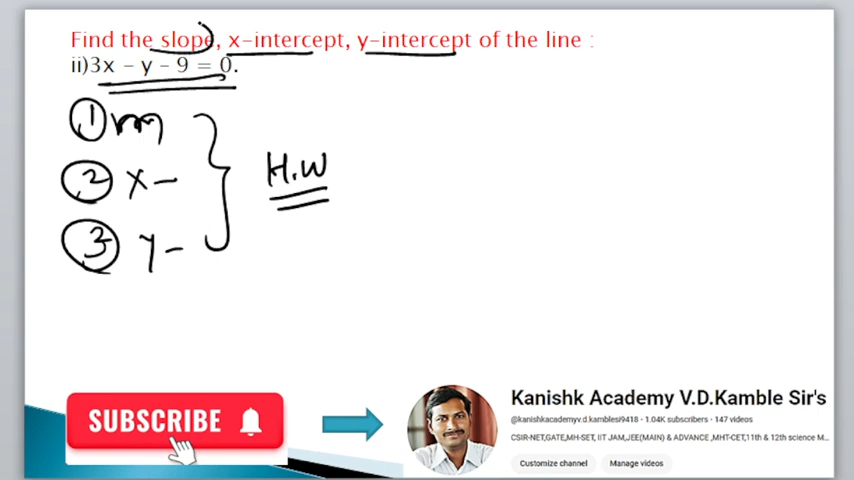 Find the slope, x-intercept, y-intercept of the line :
ii)3x − y − 9 = 0.
1 m
2 x -
3 y -
H.W
SUBSCRIBE
Kanishk Academy V.D.Kamble Sir's
@kanishkacademyv.d.kamblesi9418 · 1.04K subscribers · 147 videos
CSIR-NET,GATE,MH-SET, IIT JAM,JEE(MAIN) & ADVANCE ,MHT-CET,11th & 12th science M...
Customize channel Manage videos